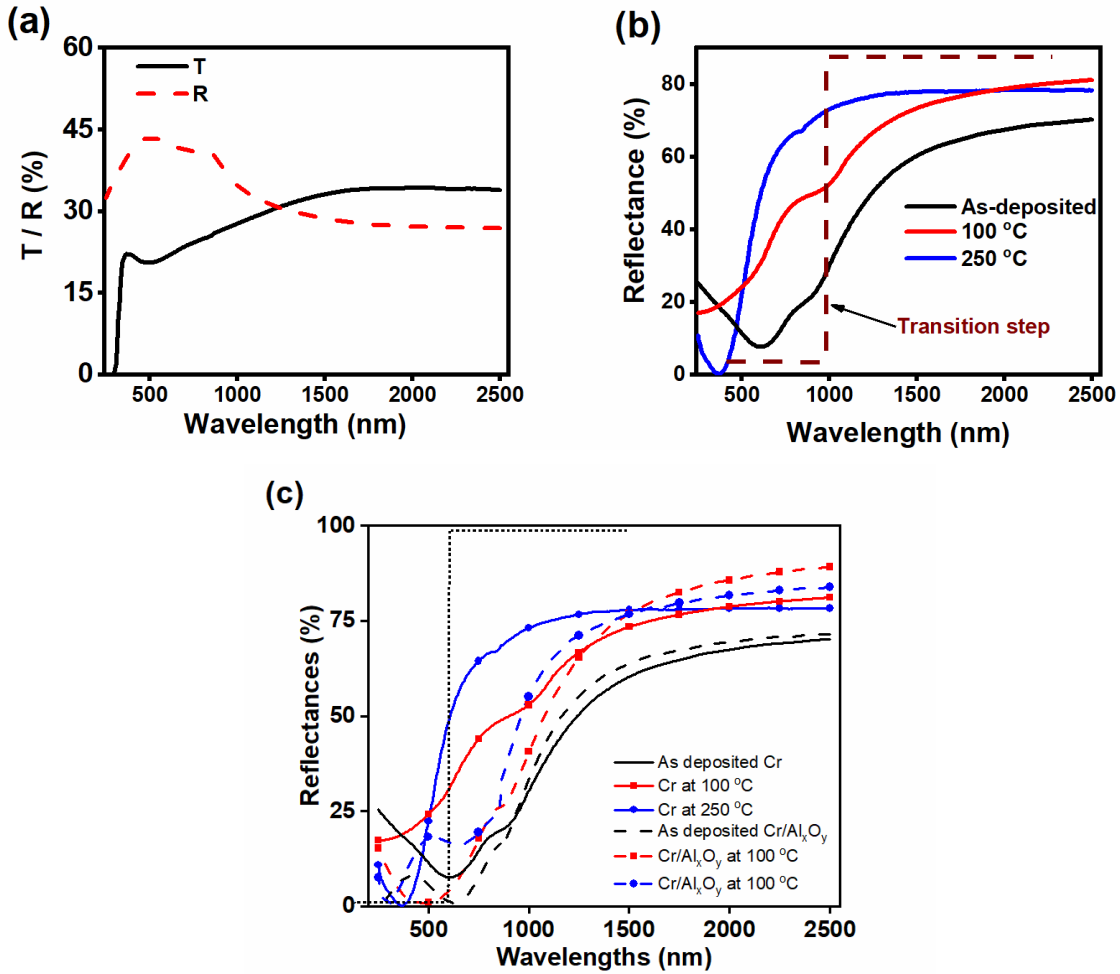 (a)
60
45
30
15
0
T / R (%)
T
R
500 1000 1500 2000 2500
Wavelength (nm)
(b)
80
60
40
20
0
Reflectance (%)
As-deposited
100 °C
250 °C
Transition step
500 1000 1500 2000 2500
Wavelength (nm)
(c)
100
75
50
25
0
Reflectances (%)
As deposited Cr
Cr at 100 °C
Cr at 250 °C
As deposited Cr/AlxOy
Cr/AlxOy at 100 °C
Cr/AlxOy at 100 °C
500 1000 1500 2000 2500
Wavelengths (nm)